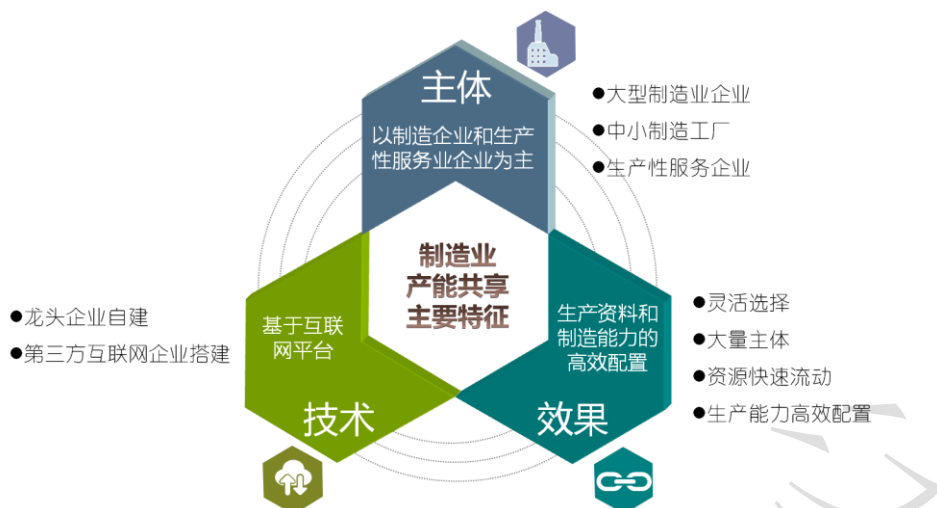 主体
以制造企业和生产
性服务业企业为主
●大型制造业企业
●中小制造工厂
●生产性服务企业
制造业
产能共享
主要特征
●龙头企业自建
●第三方互联网企业搭建
基于互联
网平台
技术
生产资料和
制造能力的
高效配置
效果
●灵活选择
●大量主体
●资源快速流动
●生产能力高效配置